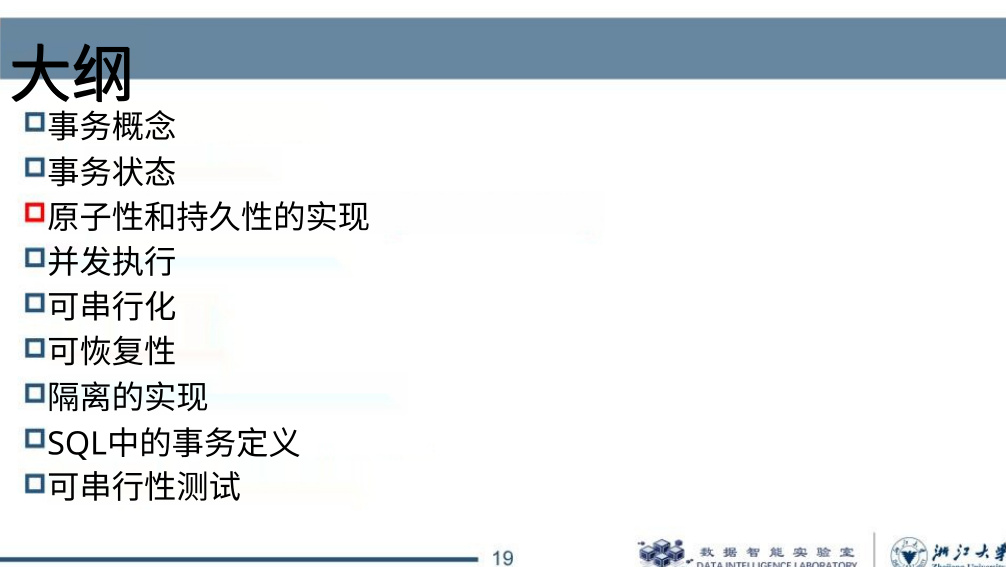 大纲
事务概念
事务状态
原子性和持久性的实现
并发执行
可串行化
可恢复性
隔离的实现
SQL中的事务定义
可串行性测试
19
数据智能实验室
DATA INTELLIGENCE LABORATORY
浙江大学
Zhejiang University